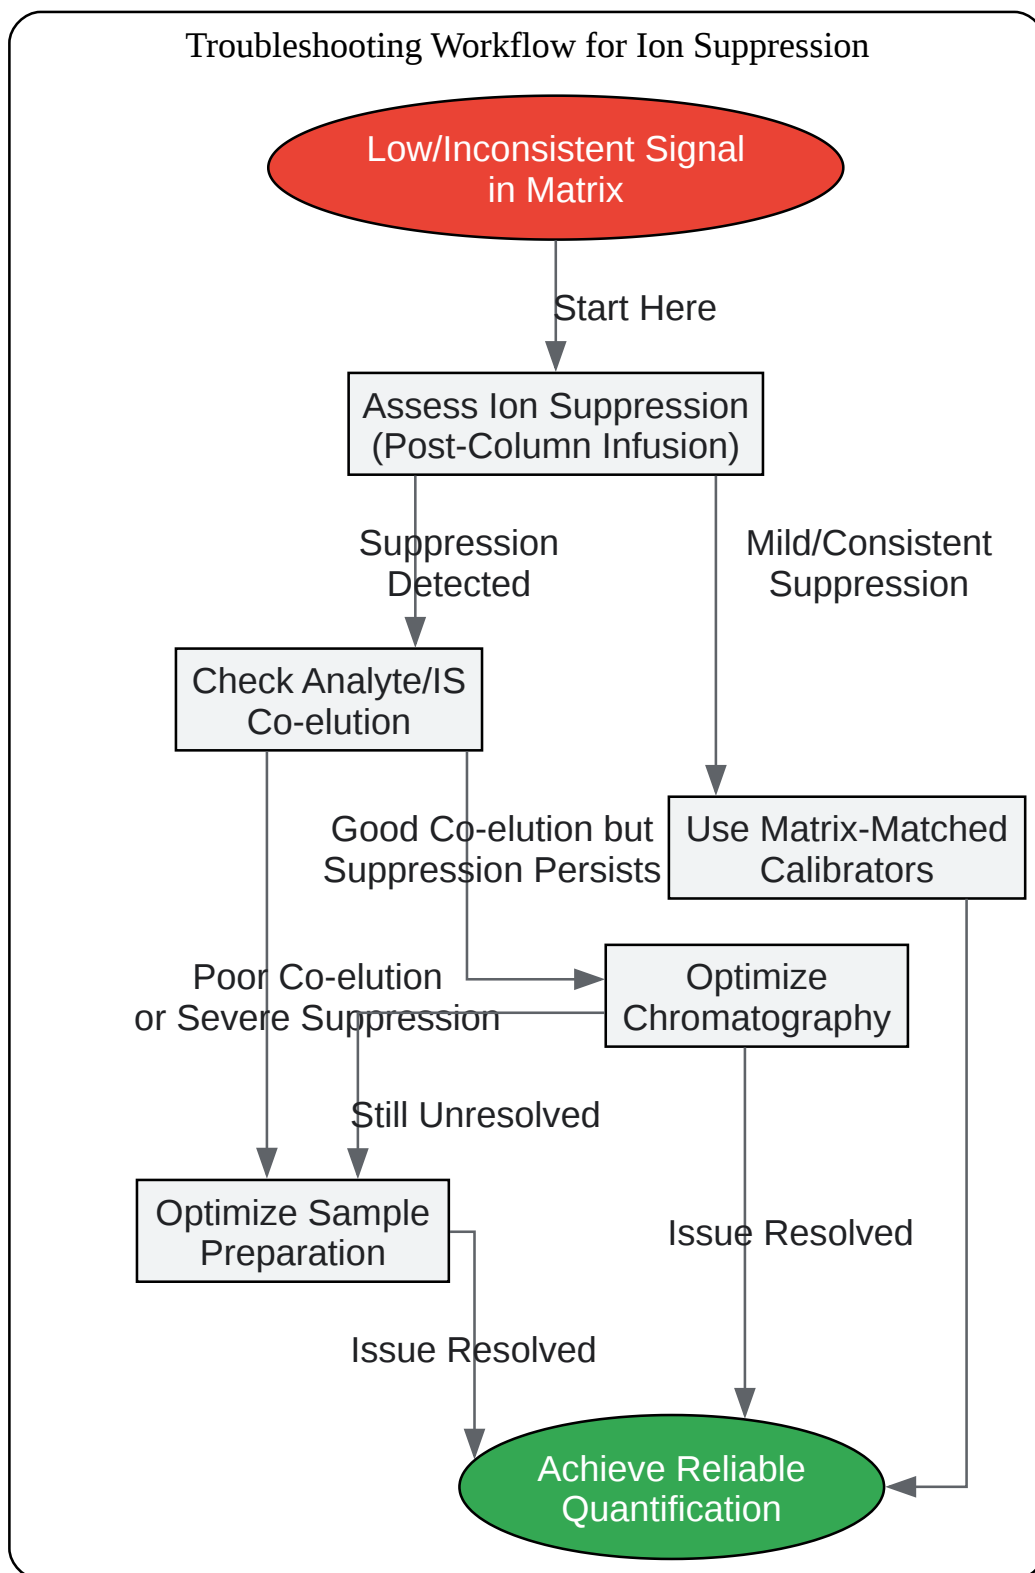 Troubleshooting Workflow for Ion Suppression
Low/Inconsistent Signal
in Matrix
Start Here
Assess Ion Suppression
(Post-Column Infusion)
Suppression
Detected
Mild/Consistent
Suppression
Check Analyte/IS
Co-elution
Good Co-elution but
Suppression Persists
Use Matrix-Matched
Calibrators
Poor Co-elution
or Severe Suppression
Optimize
Chromatography
Still Unresolved
Optimize Sample
Preparation
Issue Resolved
Issue Resolved
Achieve Reliable
Quantification